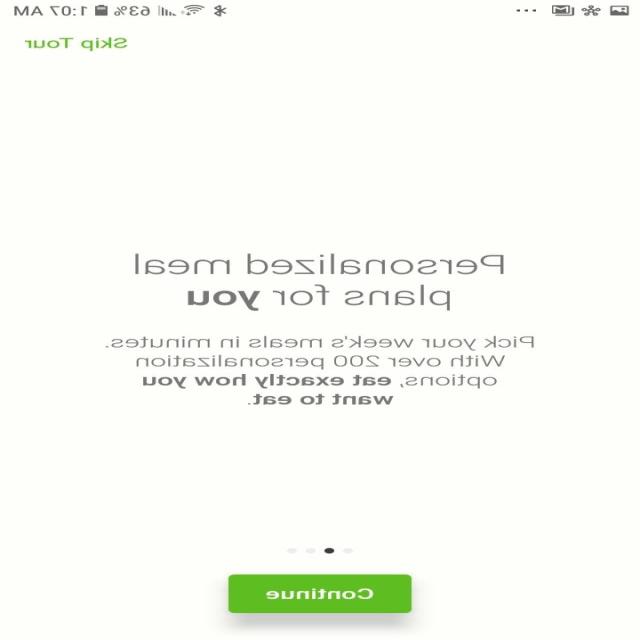 63% 1:07 AM
Skip Tour
Personalized meal
plans for you
Pick your week's meals in minutes.
With over 200 personalization
options, eat exactly how you
want to eat.
Continue